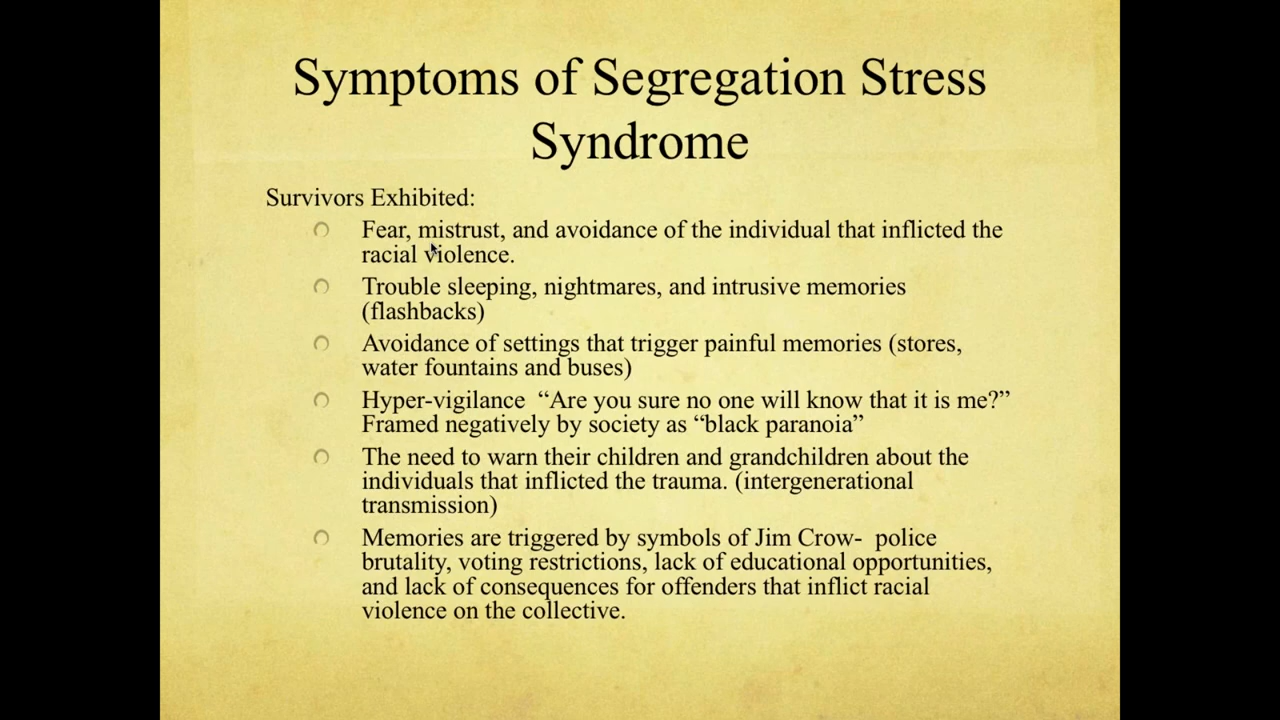 Symptoms of Segregation Stress
Syndrome
Survivors Exhibited:
Fear, mistrust, and avoidance of the individual that inflicted the
racial violence.
Trouble sleeping, nightmares, and intrusive memories
(flashbacks)
Avoidance of settings that trigger painful memories (stores,
water fountains and buses)
Hyper-vigilance  “Are you sure no one will know that it is me?”
Framed negatively by society as “black paranoia”
The need to warn their children and grandchildren about the
individuals that inflicted the trauma. (intergenerational
transmission)
Memories are triggered by symbols of Jim Crow-  police
brutality, voting restrictions, lack of educational opportunities,
and lack of consequences for offenders that inflict racial
violence on the collective.